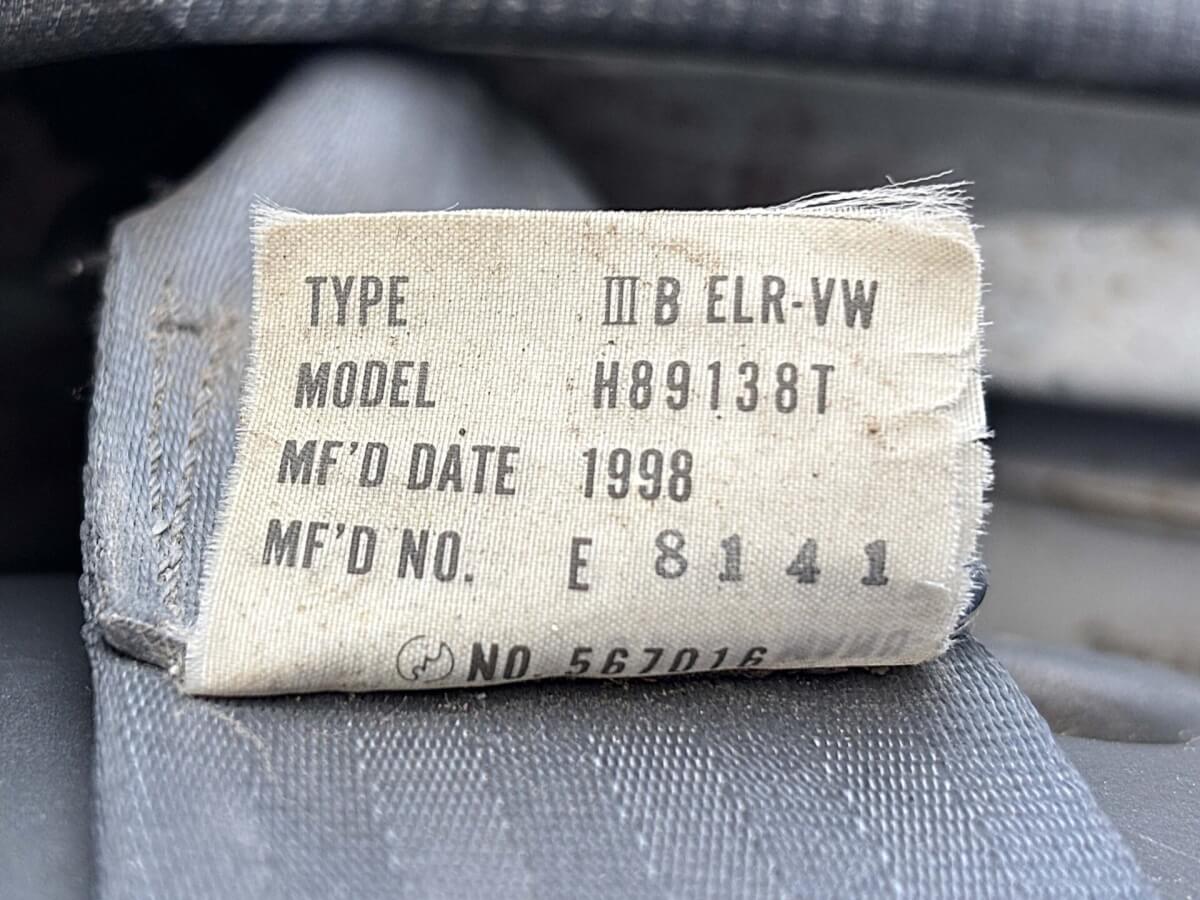 TYPE III B ELR-VW
MODEL H89138T
MF'D DATE 1998
MF'D NO. E 8141
NO. 567016